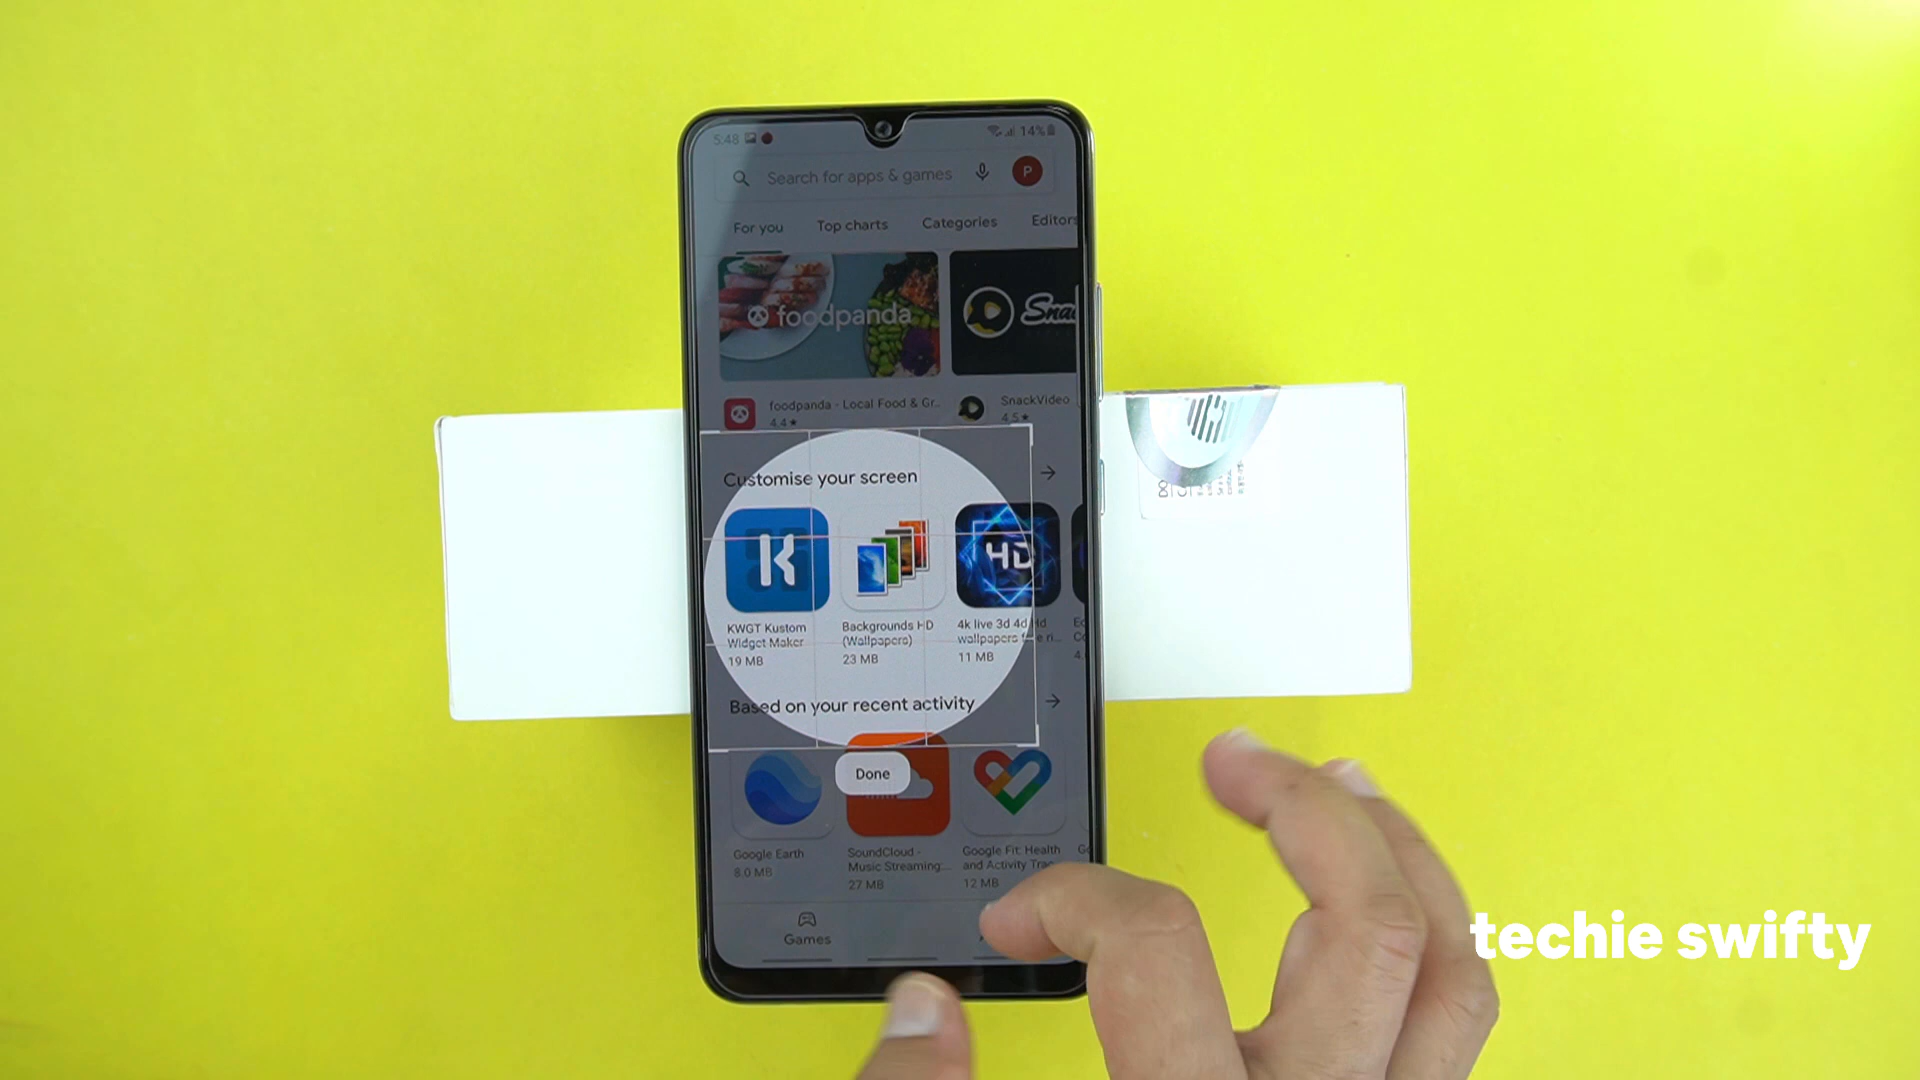 5:48
14%
Search for apps & games
P
For you
Top charts
Categories
Editors
foodpanda
Snac
foodpanda - Local Food & Gr..
4.4★
SnackVideo
4.5★
Customise your screen
HD
KWGT Kustom
Widget Maker
19 MB
Backgrounds HD
(Wallpapers)
23 MB
4k live 3d 4d Hd
11 MB
Based on your recent activity
Done
Google Earth
8.0 MB
SoundCloud -
Music Streaming...
27 MB
Google Fit: Health
and Activity Trac
12 MB
Games
techie swifty